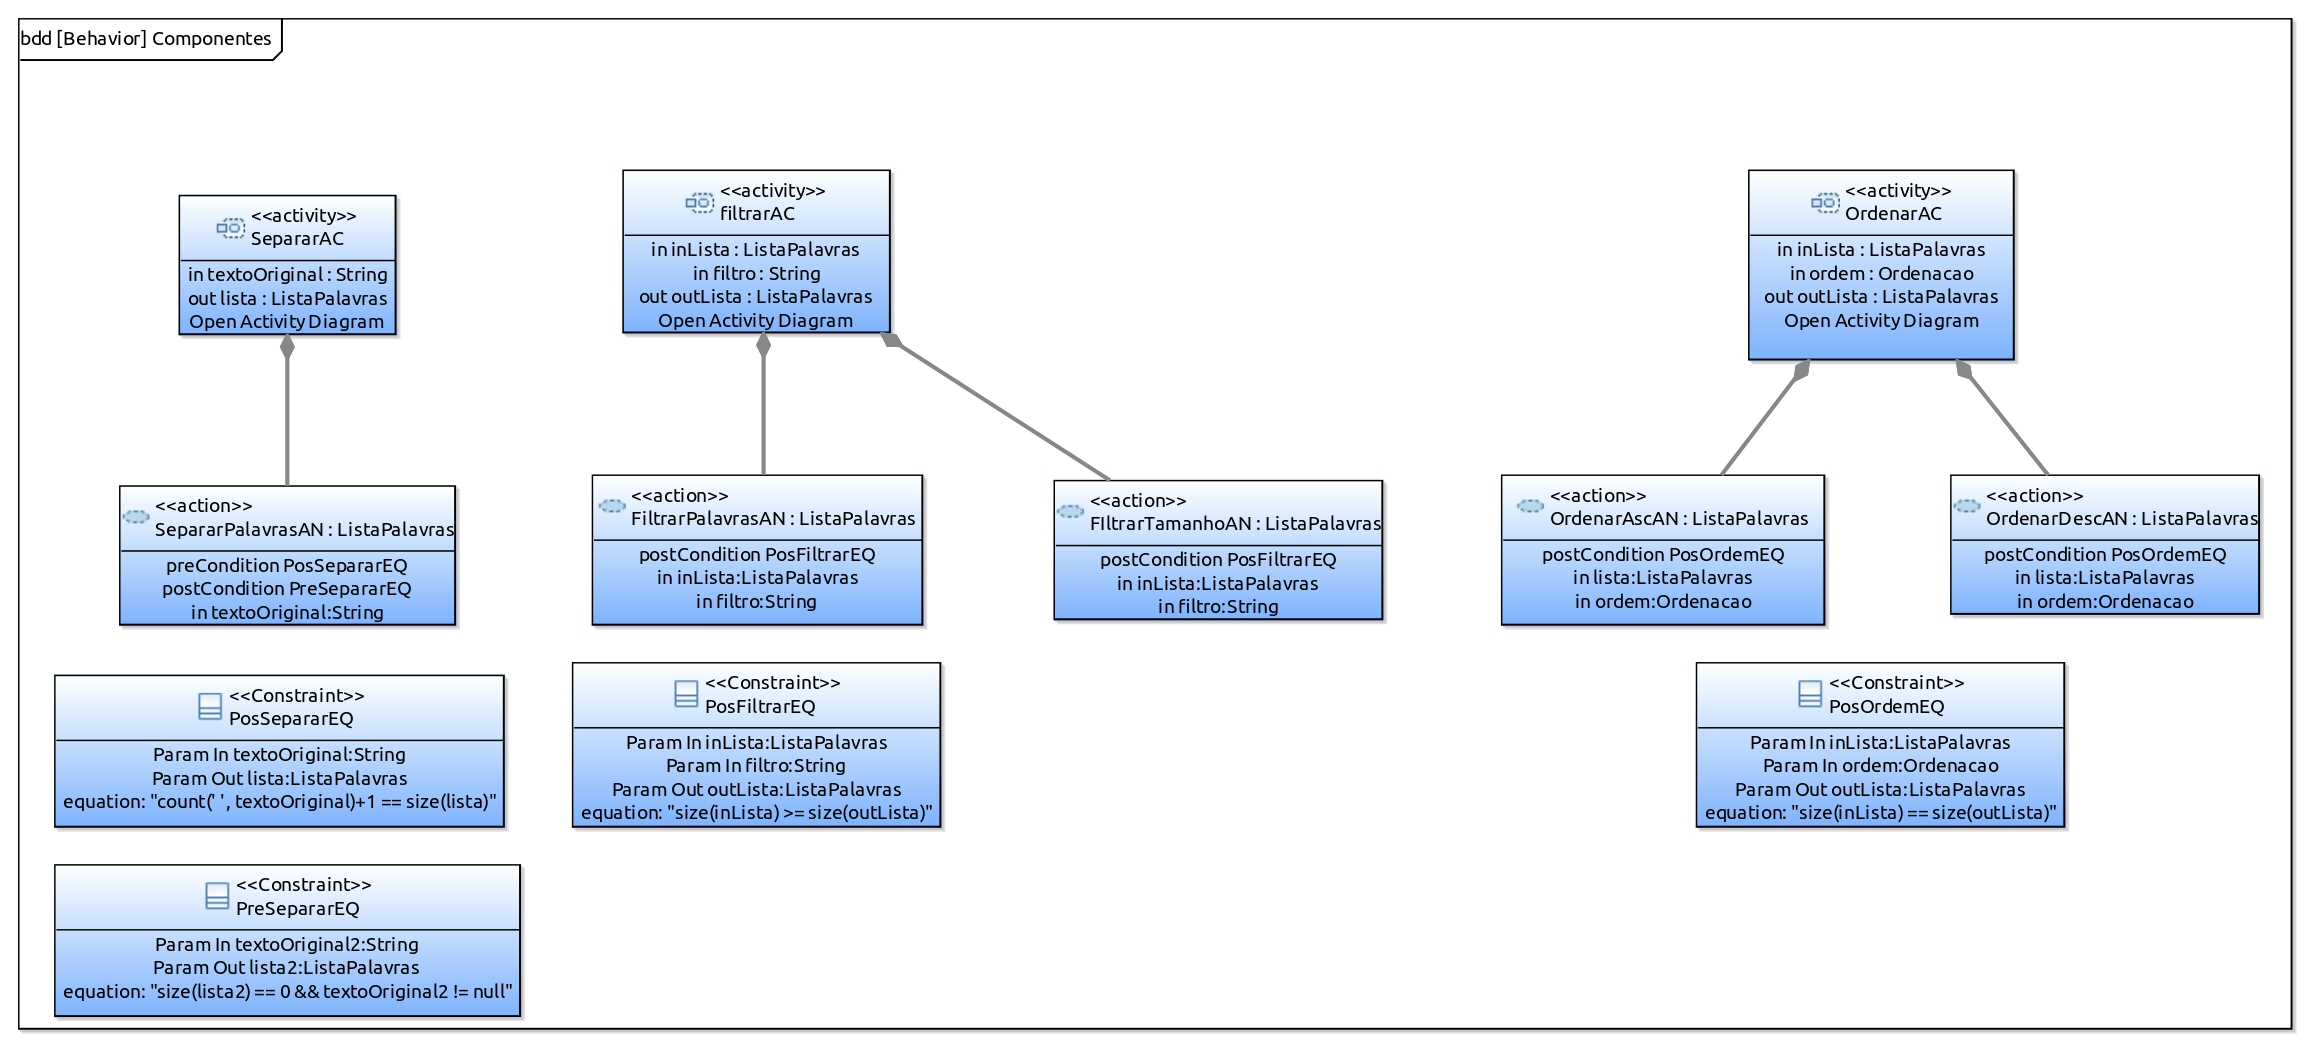 bdd [Behavior] Componentes
<<activity>>
SepararAC
in textoOriginal : String
out lista : ListaPalavras
Open Activity Diagram
<<activity>>
filtrarAC
in inLista : ListaPalavras
in filtro : String
out outLista : ListaPalavras
Open Activity Diagram
<<activity>>
OrdenarAC
in inLista : ListaPalavras
in ordem : Ordenacao
out outLista : ListaPalavras
Open Activity Diagram
<<action>>
SepararPalavrasAN : ListaPalavras
preCondition PosSepararEQ
postCondition PreSepararEQ
in textoOriginal:String
<<action>>
FiltrarPalavrasAN : ListaPalavras
postCondition PosFiltrarEQ
in inLista:ListaPalavras
in filtro:String
<<action>>
FIltrarTamanhoAN : ListaPalavras
postCondition PosFiltrarEQ
in inLista:ListaPalavras
in filtro:String
<<action>>
OrdenarAscAN : ListaPalavras
postCondition PosOrdemEQ
in lista:ListaPalavras
in ordem:Ordenacao
<<action>>
OrdenarDescAN : ListaPalavras
postCondition PosOrdemEQ
in lista:ListaPalavras
in ordem:Ordenacao
<<Constraint>>
PosSepararEQ
Param In textoOriginal:String
Param Out lista:ListaPalavras
equation: "count(' ', textoOriginal)+1 == size(lista)"
<<Constraint>>
PosFiltrarEQ
Param In inLista:ListaPalavras
Param In filtro:String
Param Out outLista:ListaPalavras
equation: "size(inLista) >= size(outLista)"
<<Constraint>>
PosOrdemEQ
Param In inLista:ListaPalavras
Param In ordem:Ordenacao
Param Out outLista:ListaPalavras
equation: "size(inLista) == size(outLista)"
<<Constraint>>
PreSepararEQ
Param In textoOriginal2:String
Param Out lista2:ListaPalavras
equation: "size(lista2) == 0 && textoOriginal2 != null"